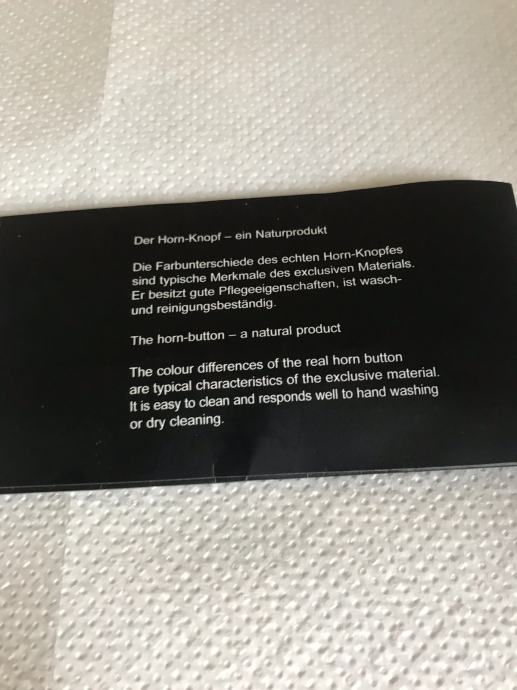 Der Horn-Knopf – ein Naturprodukt
Die Farbunterschiede des echten Horn-Knopfes
sind typische Merkmale des exclusiven Materials.
Er besitzt gute Pflegeeigenschaften, ist wasch-
und reinigungsbeständig.
The horn-button – a natural product
The colour differences of the real horn button
are typical characteristics of the exclusive material.
It is easy to clean and responds well to hand washing
or dry cleaning.